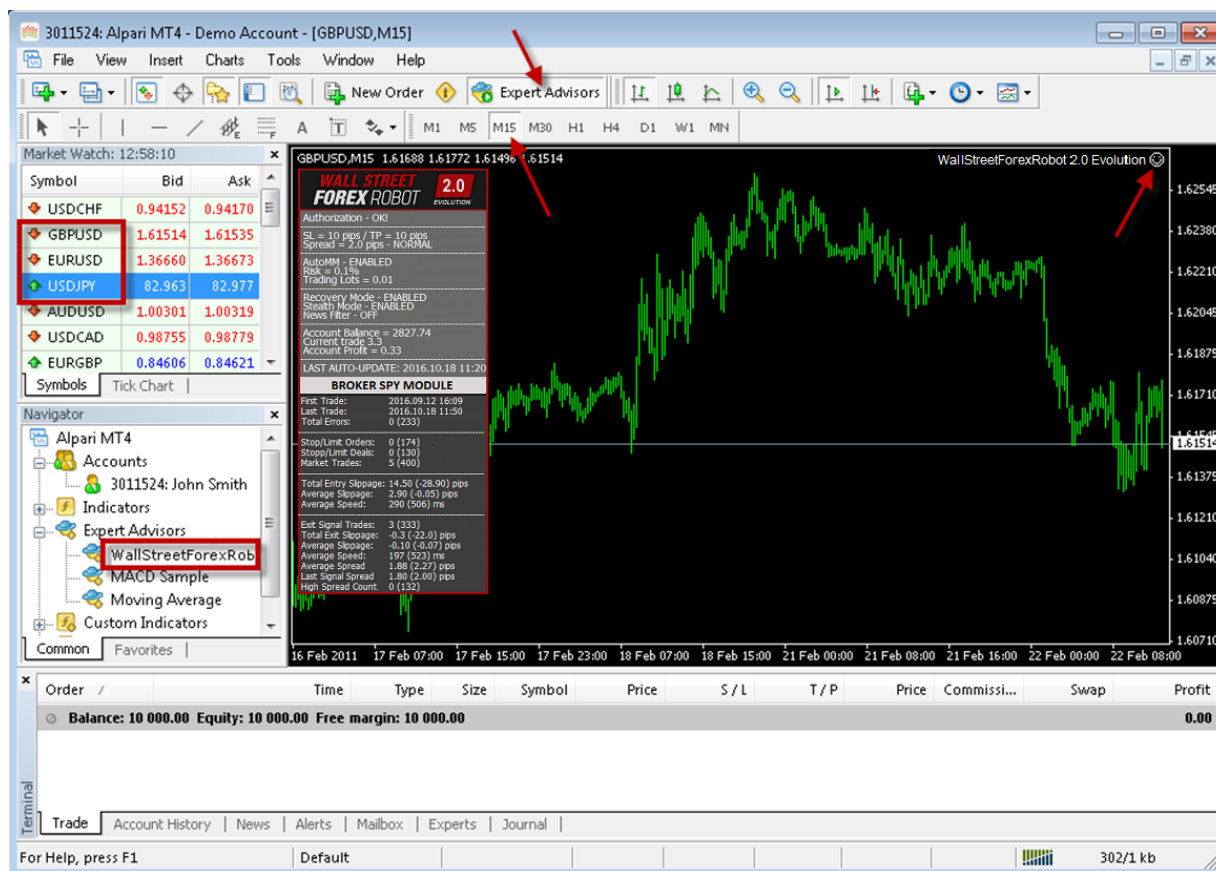 3011524: Alpari MT4 - Demo Account - [GBPUSD,M15]
File View Insert Charts Tools Window Help
New Order Expert Advisors
A T M1 M5 M15 M30 H1 H4 D1 W1 MN
Market Watch: 12:58:10
Symbol Bid Ask
USDCHF 0.94152 0.94170
GBPUSD 1.61514 1.61535
EURUSD 1.36660 1.36673
USDJPY 82.963 82.977
AUDUSD 1.00301 1.00319
USDCAD 0.98755 0.98779
EURGBP 0.84606 0.84621
Symbols Tick Chart
Navigator
Alpari MT4
Accounts
3011524: John Smith
Indicators
Expert Advisors
WallStreetForexRob
MACD Sample
Moving Average
Custom Indicators
Common Favorites
GBPUSD,M15 1.61688 1.61772 1.61496 1.61514
WallStreetForexRobot 2.0 Evolution
WALL STREET
FOREX ROBOT
2.0
EVOLUTION
Authorization - OK!
SL = 10 pips / TP = 10 pips
Spread = 2.0 pips - NORMAL
AutoMM - ENABLED
Risk = 0.1%
Trading Lots = 0.01
Recovery Mode - ENABLED
Stealth Mode - ENABLED
News Filter - OFF
Account Balance = 2827.74
Current trade 3.3
Account Profit = 0.33
LAST AUTO-UPDATE: 2016.10.18 11:20
BROKER SPY MODULE
First Trade: 2016.09.12 16:09
Last Trade: 2016.10.18 11:50
Total Errors: 0 (233)
Stop/Limit Orders: 0 (174)
Stopp/Limit Deals: 0 (130)
Market Trades: 5 (400)
Total Entry Slippage: 14.50 (-28.90) pips
Average Slippage: 2.90 (-0.05) pips
Average Speed: 290 (506) ms
Exit Signal Trades: 3 (333)
Total Exit Slippage: -0.3 (-22.0) pips
Average Slippage: -0.10 (-0.07) pips
Average Speed: 197 (523) ms
Average Spread 1.88 (2.27) pips
Last Signal Spread 1.80 (2.00) pips
High Spread Count 0 (132)
1.62545
1.62380
1.62210
1.62045
1.61875
1.61710
1.61545
1.61514
1.61375
1.61210
1.61040
1.60875
1.60710
16 Feb 2011 17 Feb 07:00 17 Feb 15:00 17 Feb 23:00 18 Feb 07:00 18 Feb 15:00 21 Feb 00:00 21 Feb 08:00 21 Feb 16:00 22 Feb 00:00 22 Feb 08:00
Order / Time Type Size Symbol Price S / L T / P Price Commissi... Swap Profit
Balance: 10 000.00 Equity: 10 000.00 Free margin: 10 000.00 0.00
Terminal
Trade Account History News Alerts Mailbox Experts Journal
For Help, press F1 Default 302/1 kb